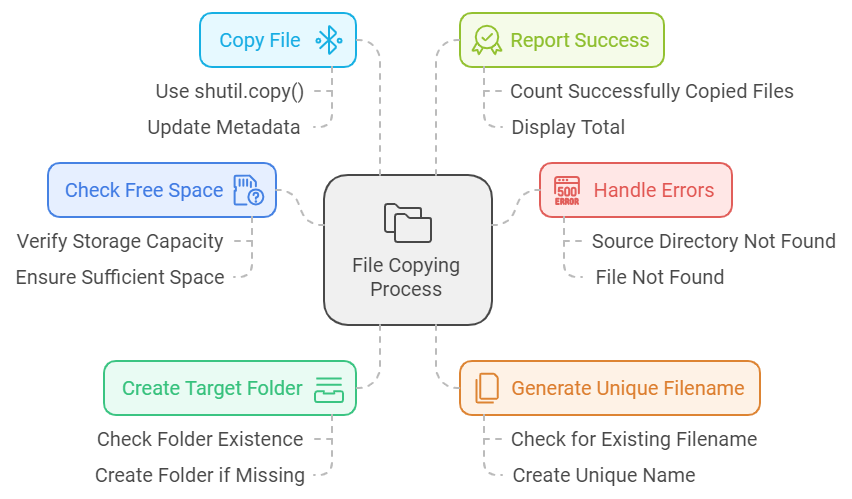 Copy File
Use shutil.copy()
Update Metadata
Report Success
Count Successfully Copied Files
Display Total
Check Free Space
Verify Storage Capacity
Ensure Sufficient Space
File Copying
Process
500
ERROR
Handle Errors
Source Directory Not Found
File Not Found
Create Target Folder
Check Folder Existence
Create Folder if Missing
Generate Unique Filename
Check for Existing Filename
Create Unique Name